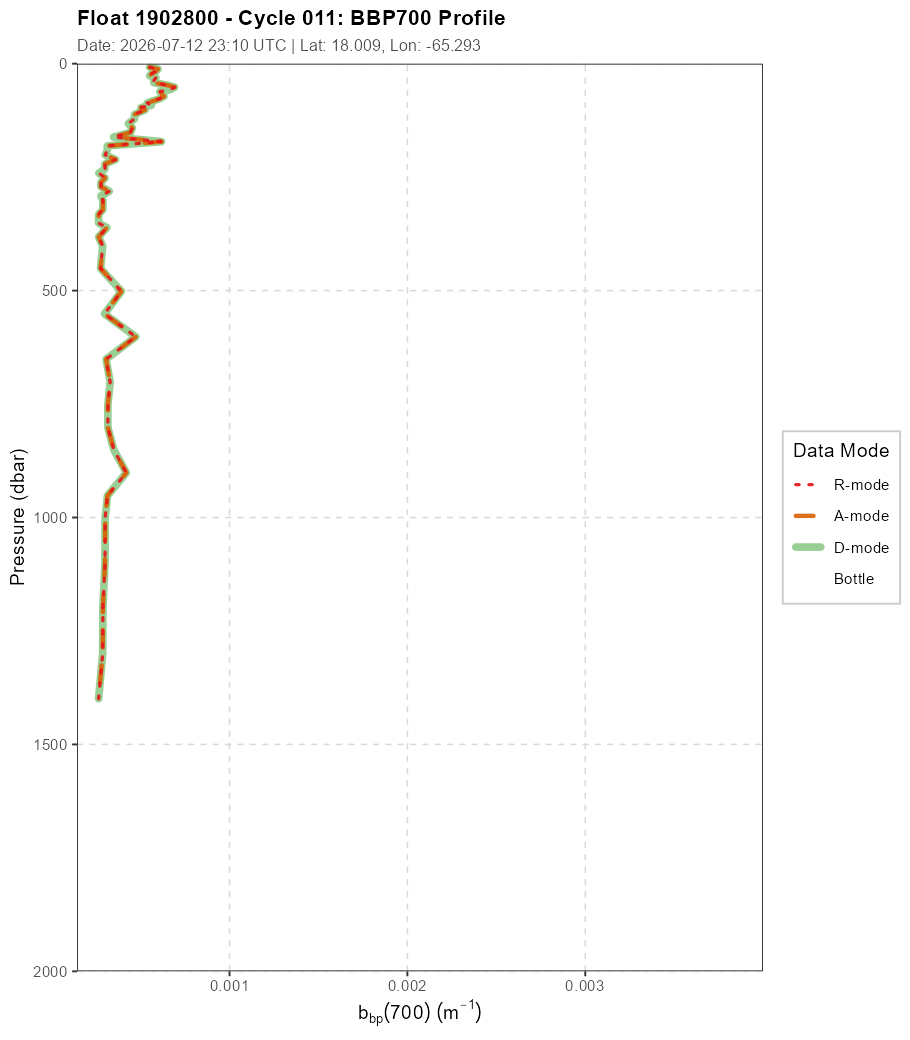 Float 1902800 - Cycle 011: BBP700 Profile
Date: 2026-07-12 23:10 UTC | Lat: 18.009, Lon: -65.293
0
500
1000
1500
2000
Pressure (dbar)
0.001
0.002
0.003
b_bp(700) (m⁻¹)
Data Mode
R-mode
A-mode
D-mode
Bottle